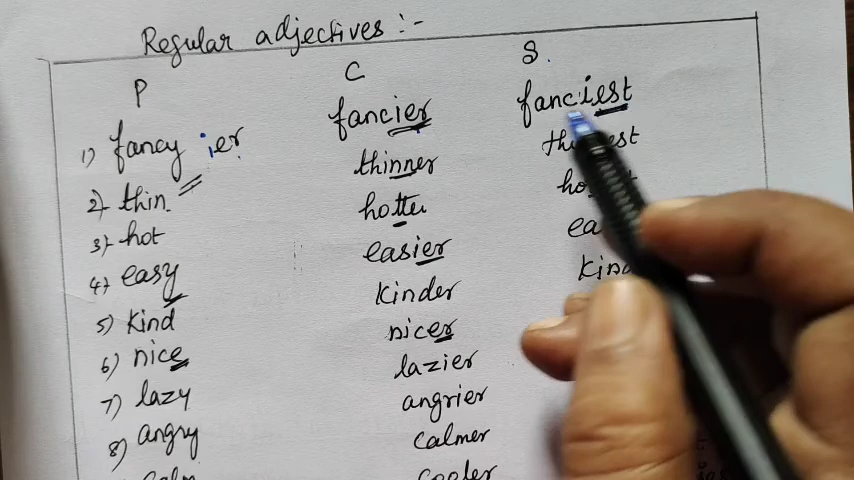 Regular adjectives :-
P C S.
1) fancy ier fancier fanciest
2) thin thinner
3) hot hotter
4) easy easier
5) kind kinder
6) nice nicer
7) lazy lazier
8) angry angrier
calmer
cooler